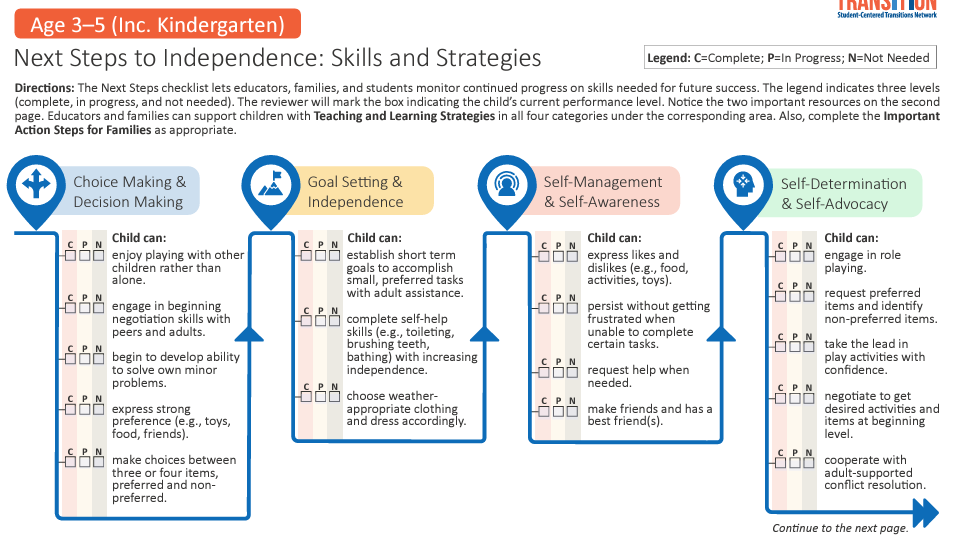 TRANSITION
Student-Centered Transitions Network
Age 3–5 (Inc. Kindergarten)
Next Steps to Independence: Skills and Strategies
Legend: C=Complete; P=In Progress; N=Not Needed
Directions: The Next Steps checklist lets educators, families, and students monitor continued progress on skills needed for future success. The legend indicates three levels
(complete, in progress, and not needed). The reviewer will mark the box indicating the child's current performance level. Notice the two important resources on the second
page. Educators and families can support children with Teaching and Learning Strategies in all four categories under the corresponding area. Also, complete the Important
Action Steps for Families as appropriate.
Choice Making &
Decision Making
C P N
Child can:
enjoy playing with other
children rather than
alone.
C P N
engage in beginning
negotiation skills with
peers and adults.
C P N
begin to develop ability
to solve own minor
problems.
C P N
express strong
preference (e.g., toys,
food, friends).
C P N
make choices between
three or four items,
preferred and non-
preferred.
Goal Setting &
Independence
C P N
Child can:
establish short term
goals to accomplish
small, preferred tasks
with adult assistance.
C P N
complete self-help
skills (e.g., toileting,
brushing teeth,
bathing) with increasing
independence.
C P N
choose weather-
appropriate clothing
and dress accordingly.
Self-Management
& Self-Awareness
C P N
Child can:
express likes and
dislikes (e.g., food,
activities, toys).
C P N
persist without getting
frustrated when
unable to complete
certain tasks.
C P N
request help when
needed.
C P N
make friends and has a
best friend(s).
Self-Determination
& Self-Advocacy
C P N
Child can:
engage in role
playing.
C P N
request preferred
items and identify
non-preferred items.
C P N
take the lead in
play activities with
confidence.
C P N
negotiate to get
desired activities and
items at beginning
level.
C P N
cooperate with
adult-supported
conflict resolution.
Continue to the next page.